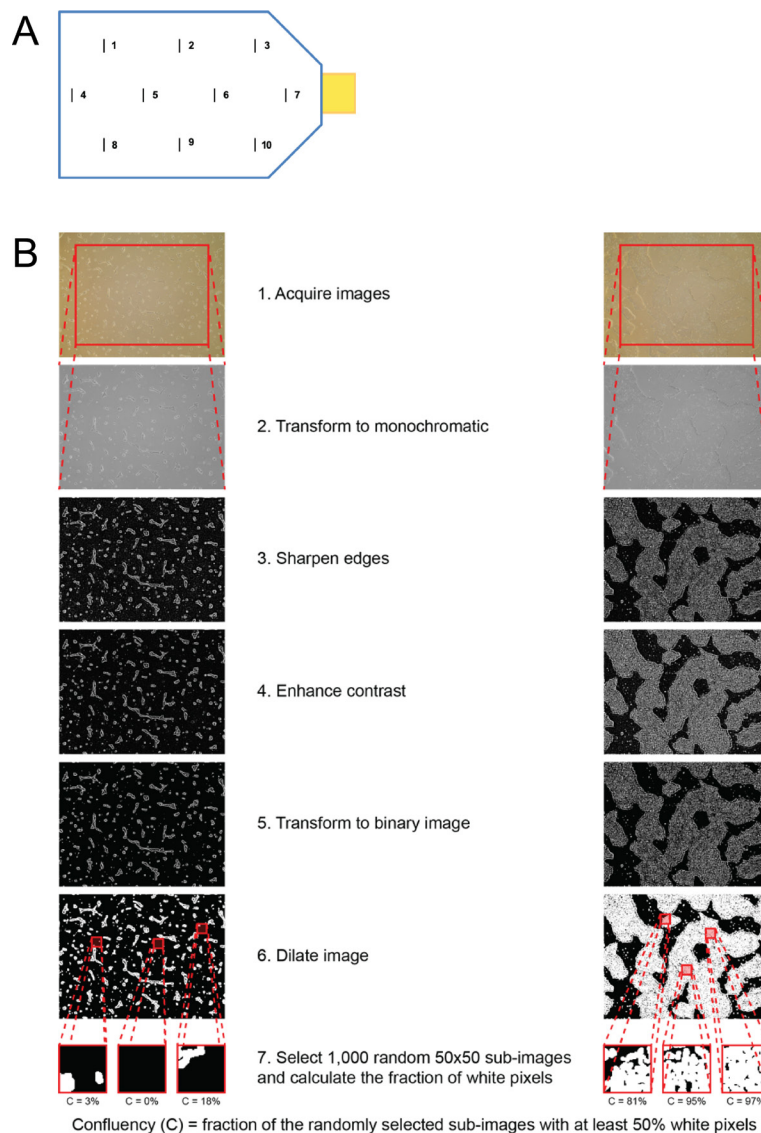 A
1 2 3
4 5 6 7
8 9 10
B
1. Acquire images
2. Transform to monochromatic
3. Sharpen edges
4. Enhance contrast
5. Transform to binary image
6. Dilate image
7. Select 1,000 random 50x50 sub-images
and calculate the fraction of white pixels
C = 3% C = 0% C = 18%
C = 81% C = 95% C = 97%
Confluency (C) = fraction of the randomly selected sub-images with at least 50% white pixels